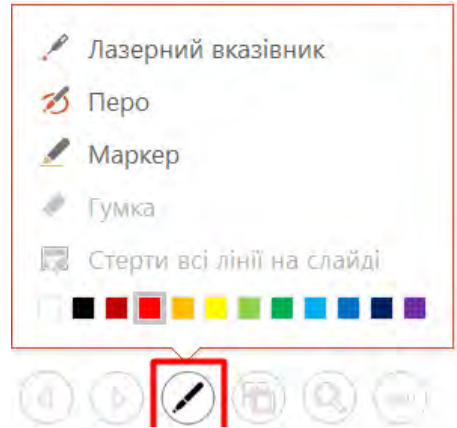 Лазерний вказівник
Перо
Маркер
Гумка
Стерти всі лінії на слайді